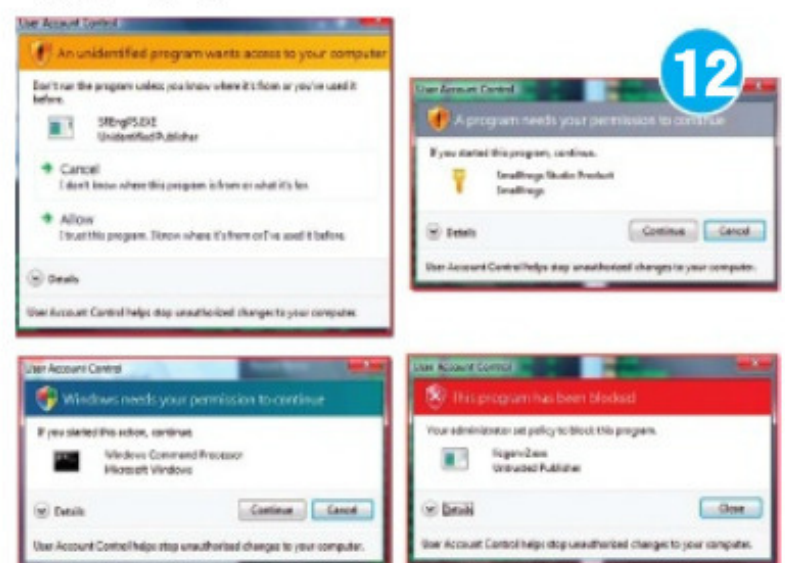 User Account Control
An unidentified program wants access to your computer
Don't run the program unless you know where it's from or you've used it
before.
Unidentified Publisher
Cancel
I don't know where this program is from or what it's for.
Allow
I trust this program. I know where it's from or I've used it before.
Details
User Account Control helps stop unauthorized changes to your computer.
12
User Account Control
A program needs your permission to continue
If you started this program, continue.
Smallfrogs Studio Product
Smallfrogs
Details
Continue
Cancel
User Account Control helps stop unauthorized changes to your computer.
User Account Control
Windows needs your permission to continue
If you started this action, continue.
Windows Command Processor
Microsoft Windows
Details
Continue
Cancel
User Account Control helps stop unauthorized changes to your computer.
User Account Control
This program has been blocked
Your administrator set policy to block this program.
Untrusted Publisher
Details
Close
User Account Control helps stop unauthorized changes to your computer.